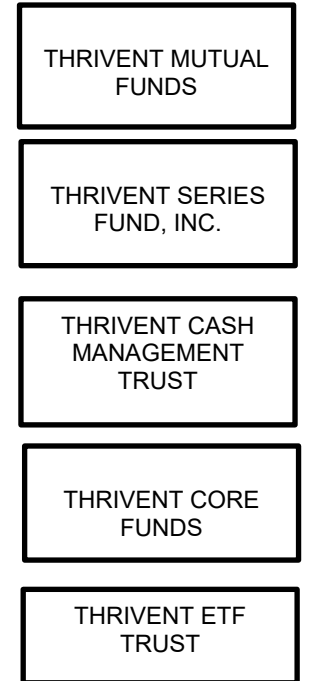 THRIVENT MUTUAL
FUNDS
THRIVENT SERIES
FUND, INC.
THRIVENT CASH
MANAGEMENT
TRUST
THRIVENT CORE
FUNDS
THRIVENT ETF
TRUST